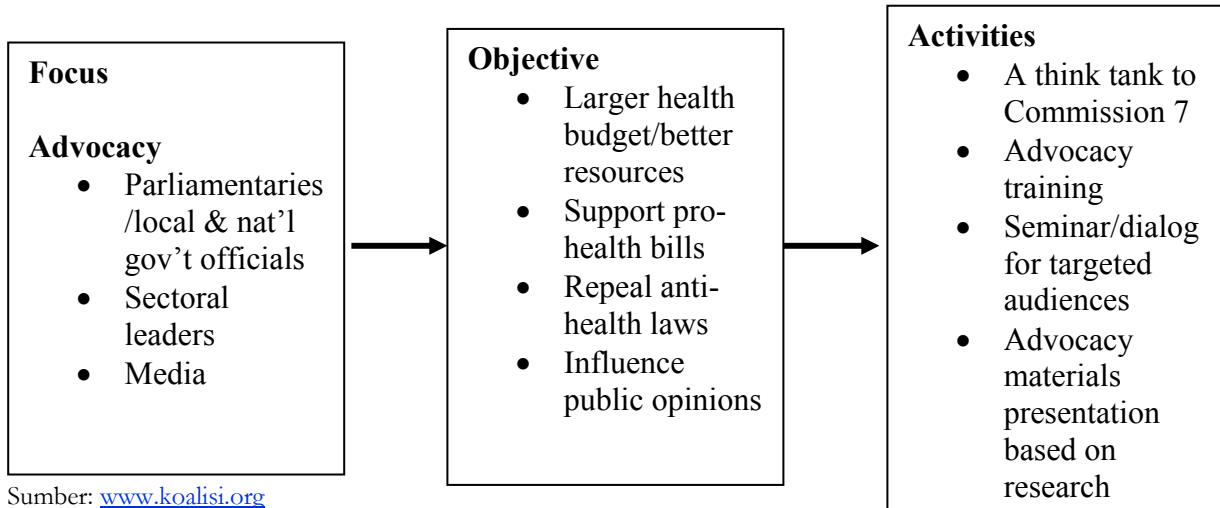 Focus
Advocacy
• Parliamentaries
/local & nat’l
gov’t officials
• Sectoral
leaders
• Media
Objective
• Larger health
budget/better
resources
• Support pro-
health bills
• Repeal anti-
health laws
• Influence
public opinions
Activities
• A think tank to
Commission 7
• Advocacy
training
• Seminar/dialog
for targeted
audiences
• Advocacy
materials
presentation
based on
research
Sumber: www.koalisi.org